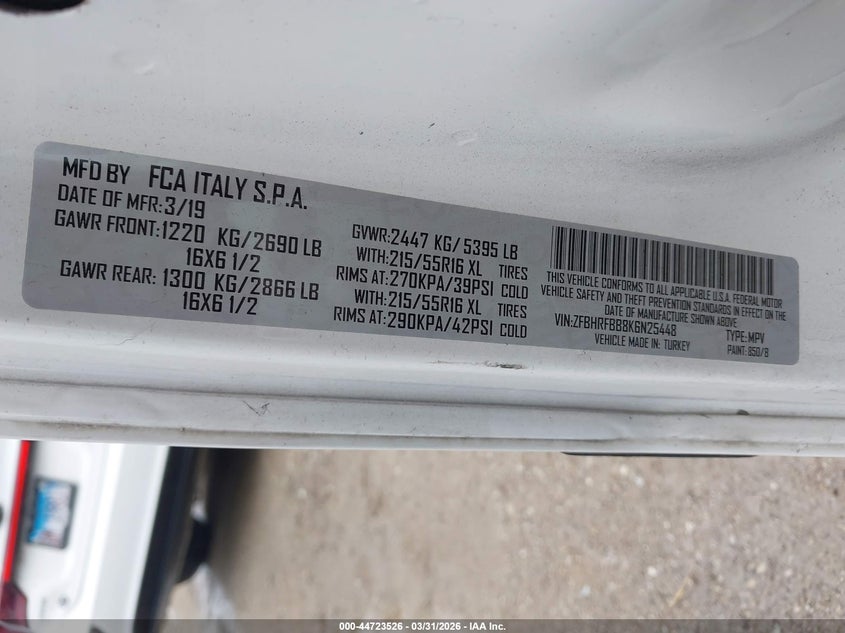 MFD BY FCA ITALY S.P.A.
DATE OF MFR:3/19
GAWR FRONT:1220 KG/2690 LB
16X6 1/2
GAWR REAR: 1300 KG/2866 LB
16X6 1/2
GVWR:2447 KG/5395 LB
WITH:215/55R16 XL TIRES
RIMS AT:270KPA/39PSI COLD
WITH:215/55R16 XL TIRES
RIMS AT:290KPA/42PSI COLD
THIS VEHICLE CONFORMS TO ALL APPLICABLE U.S.A. FEDERAL MOTOR
VEHICLE SAFETY AND THEFT PREVENTION STANDARDS IN EFFECT ON THE
DATE OF MANUFACTURE SHOWN ABOVE
VIN:ZFBHRFBB8K6N25448 TYPE:MPV
VEHICLE MADE IN: TURKEY PAINT: 850/B
000-44723526 - 03/31/2026 - IAA Inc.